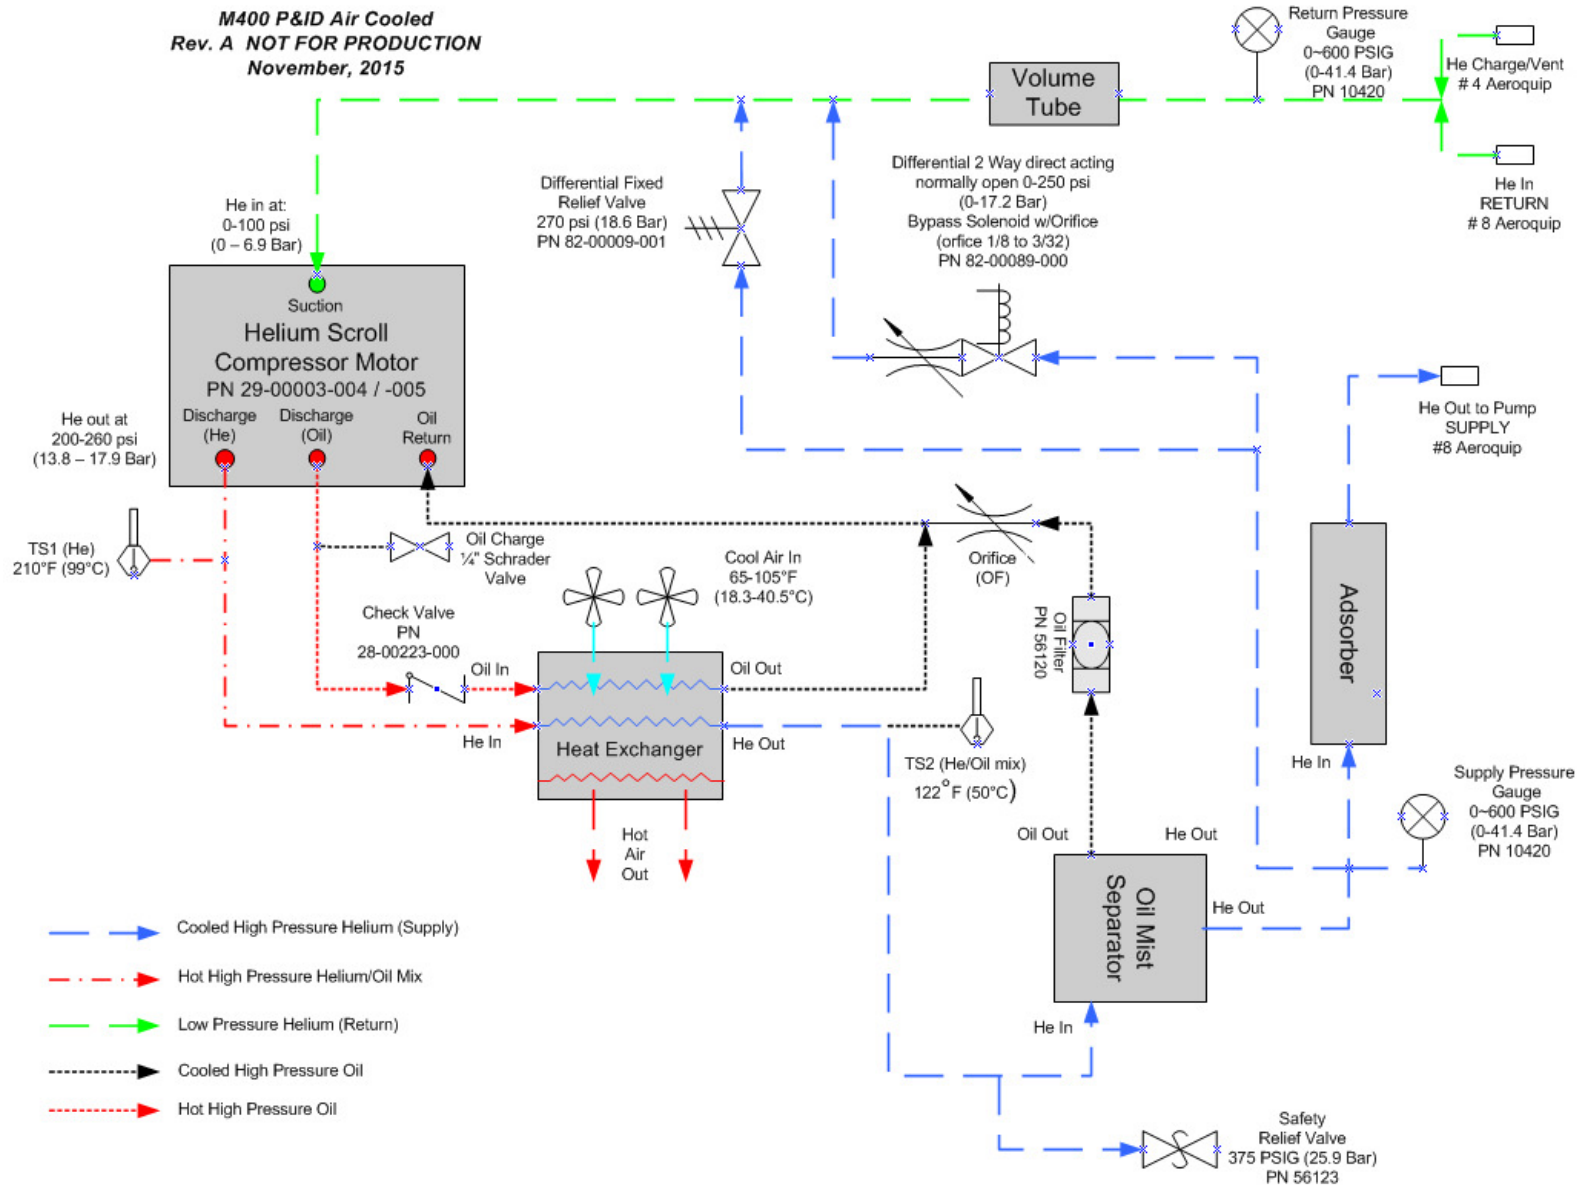 M400 P&ID Air Cooled
Rev. A  NOT FOR PRODUCTION
November, 2015
Return Pressure
Gauge
0~600 PSIG
(0-41.4 Bar)
PN 10420
He Charge/Vent
# 4 Aeroquip
Volume
Tube
He In
RETURN
# 8 Aeroquip
Differential Fixed
Relief Valve
270 psi (18.6 Bar)
PN 82-00009-001
Differential 2 Way direct acting
normally open 0-250 psi
(0-17.2 Bar)
Bypass Solenoid w/Orifice
(orfice 1/8 to 3/32)
PN 82-00089-000
He in at:
0-100 psi
(0 – 6.9 Bar)
Suction
Helium Scroll
Compressor Motor
PN 29-00003-004 / -005
Discharge
(He)
Discharge
(Oil)
Oil
Return
He out at
200-260 psi
(13.8 – 17.9 Bar)
He Out to Pump
SUPPLY
#8 Aeroquip
TS1 (He)
210°F (99°C)
Oil Charge
¼" Schrader
Valve
Cool Air In
65-105°F
(18.3-40.5°C)
Orifice
(OF)
Oil Filter
PN 56120
Adsorber
Check Valve
PN
28-00223-000
Oil In
Oil Out
He In
He Out
Heat Exchanger
TS2 (He/Oil mix)
122°F (50°C)
He In
Supply Pressure
Gauge
0~600 PSIG
(0-41.4 Bar)
PN 10420
Hot
Air
Out
Oil Out
He Out
Oil Mist
Separator
He Out
He In
Cooled High Pressure Helium (Supply)
Hot High Pressure Helium/Oil Mix
Low Pressure Helium (Return)
Cooled High Pressure Oil
Hot High Pressure Oil
Safety
Relief Valve
375 PSIG (25.9 Bar)
PN 56123